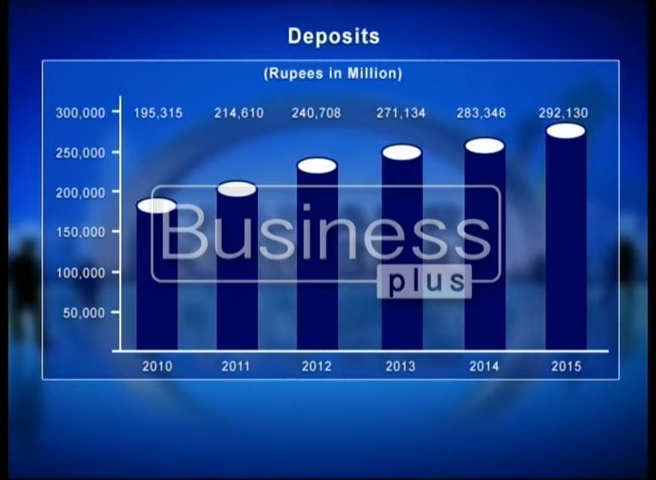 Deposits
(Rupees in Million)
300,000 195,315 214,610 240,708 271,134 283,346 292,130
250,000
200,000
Business
150,000
100,000
plus
50,000
2010 2011 2012 2013 2014 2015